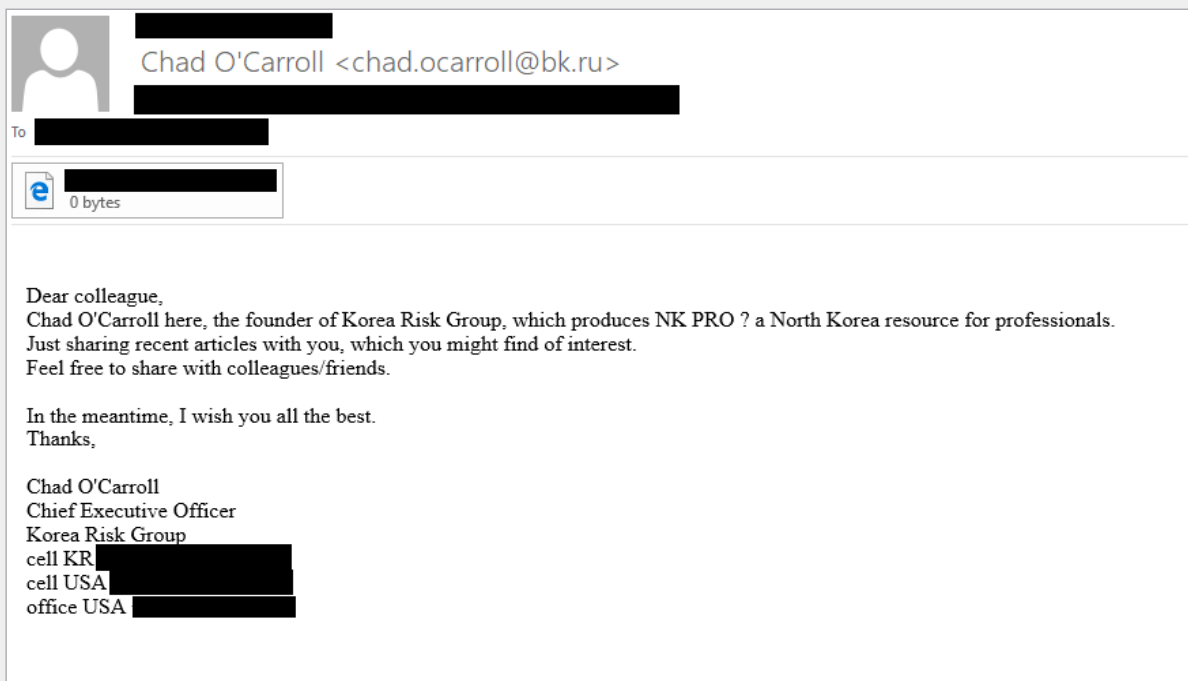 Chad O'Carroll <chad.ocarroll@bk.ru>
To
0 bytes
Dear colleague,
Chad O'Carroll here, the founder of Korea Risk Group, which produces NK PRO ? a North Korea resource for professionals.
Just sharing recent articles with you, which you might find of interest.
Feel free to share with colleagues/friends.
In the meantime, I wish you all the best.
Thanks,
Chad O'Carroll
Chief Executive Officer
Korea Risk Group
cell KR
cell USA
office USA